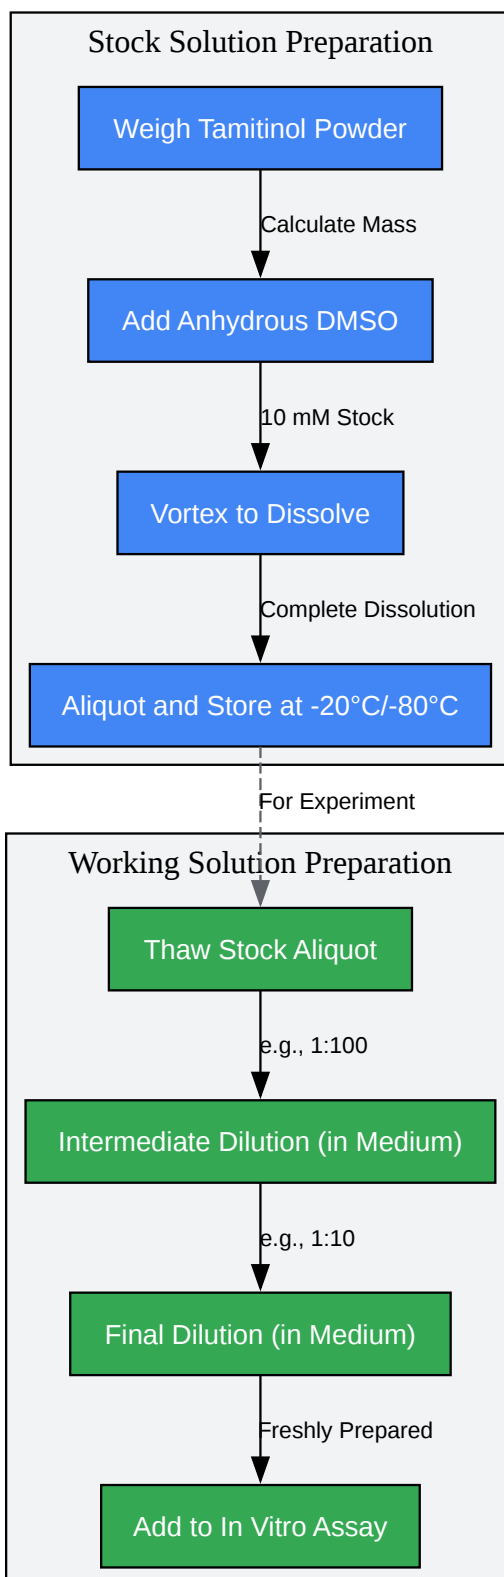 Stock Solution Preparation
Weigh Tamitinol Powder
Calculate Mass
Add Anhydrous DMSO
10 mM Stock
Vortex to Dissolve
Complete Dissolution
Aliquot and Store at -20°C/-80°C
For Experiment
Working Solution Preparation
Thaw Stock Aliquot
e.g., 1:100
Intermediate Dilution (in Medium)
e.g., 1:10
Final Dilution (in Medium)
Freshly Prepared
Add to In Vitro Assay